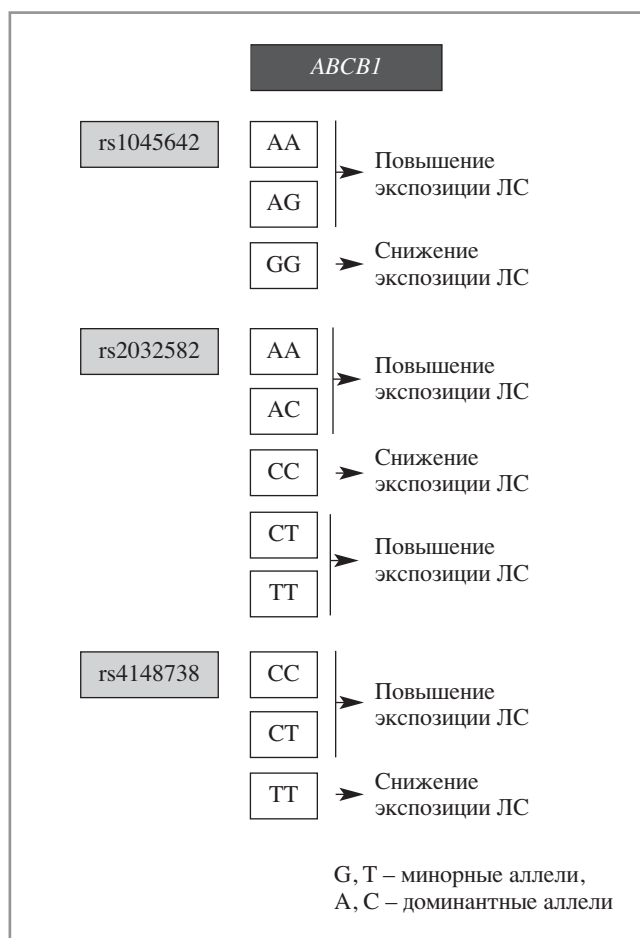 ABCB1
rs1045642
AA
AG
Повышение
экспозиции ЛС
GG
Снижение
экспозиции ЛС
rs2032582
AA
AC
Повышение
экспозиции ЛС
CC
Снижение
экспозиции ЛС
CT
TT
Повышение
экспозиции ЛС
rs4148738
CC
CT
Повышение
экспозиции ЛС
TT
Снижение
экспозиции ЛС
G, T – минорные аллели,
A, C – доминантные аллели